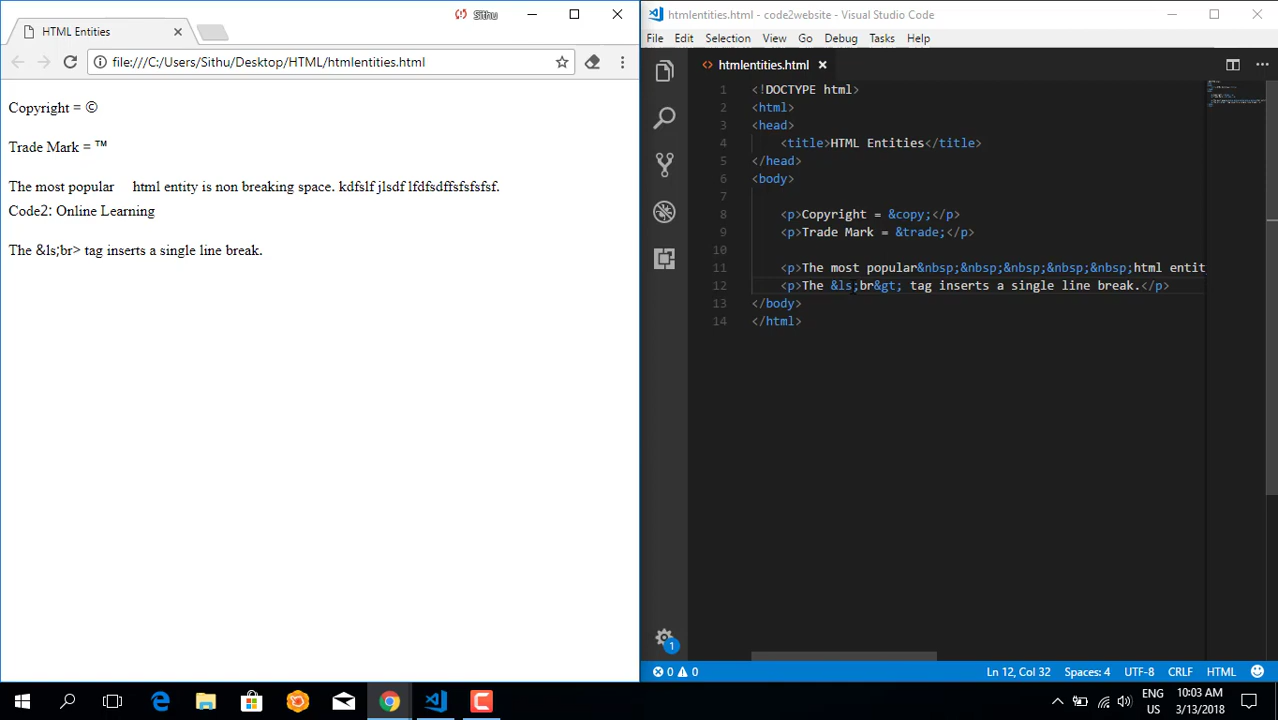 HTML Entities
Sithu
file:///C:/Users/Sithu/Desktop/HTML/htmlentities.html
Copyright = ©
Trade Mark = ™
The most popular     html entity is non breaking space. kdfslf jlsdf lfdfsdffsfsfsfsf.
Code2: Online Learning
The &ls;br> tag inserts a single line break.
htmlentities.html - code2website - Visual Studio Code
File Edit Selection View Go Debug Tasks Help
htmlentities.html
1 <!DOCTYPE html>
2 <html>
3 <head>
4 <title>HTML Entities</title>
5 </head>
6 <body>
7
8 <p>Copyright = &copy;</p>
9 <p>Trade Mark = &trade;</p>
10
11 <p>The most popular&nbsp;&nbsp;&nbsp;&nbsp;&nbsp;html entit
12 <p>The &ls;br&gt; tag inserts a single line break.</p>
13 </body>
14 </html>
1
0 0 Ln 12, Col 32 Spaces: 4 UTF-8 CRLF HTML
ENG 10:03 AM
US 3/13/2018